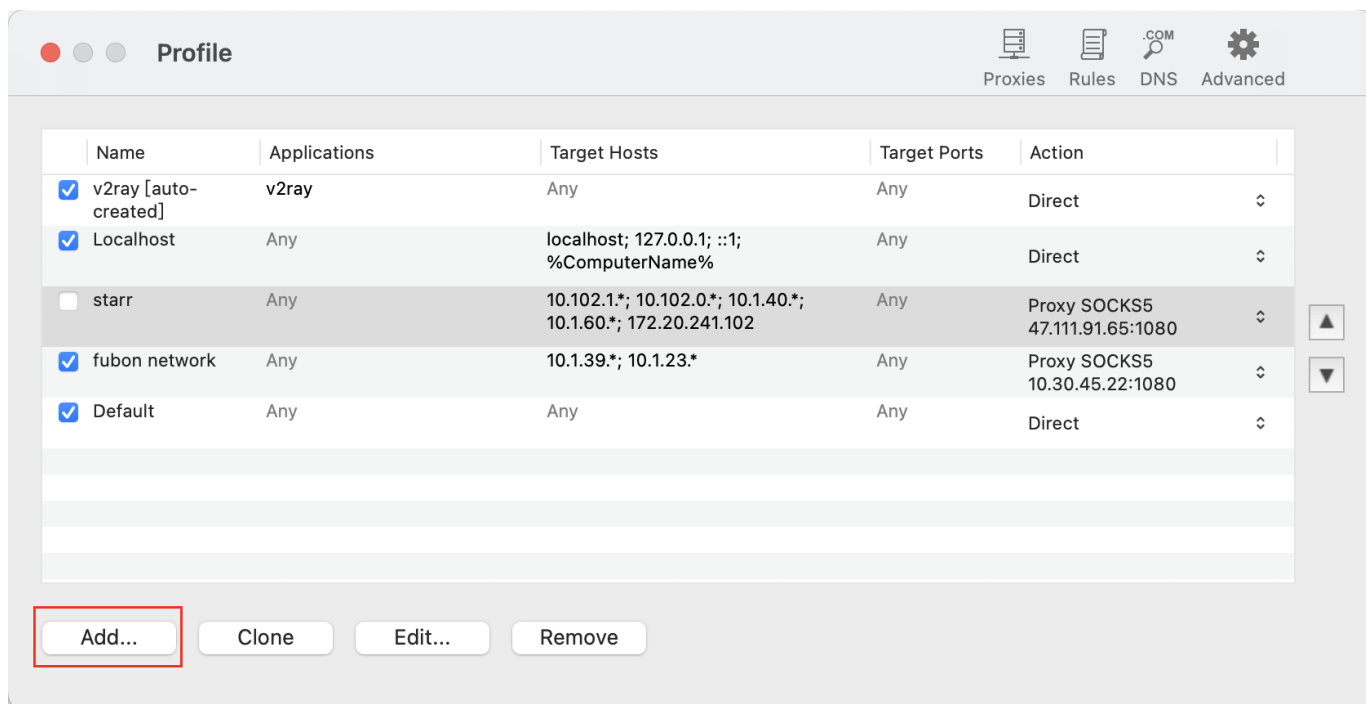 Profile
.COM
Proxies Rules DNS Advanced
Name Applications Target Hosts Target Ports Action
v2ray [auto-
created] v2ray Any Any Direct
Localhost Any localhost; 127.0.0.1; ::1;
%ComputerName% Any Direct
starr Any 10.102.1.*; 10.102.0.*; 10.1.40.*;
10.1.60.*; 172.20.241.102 Proxy SOCKS5
47.111.91.65:1080
fubon network Any 10.1.39.*; 10.1.23.* Any Proxy SOCKS5
10.30.45.22:1080
Default Any Any Any Direct
Add... Clone Edit... Remove